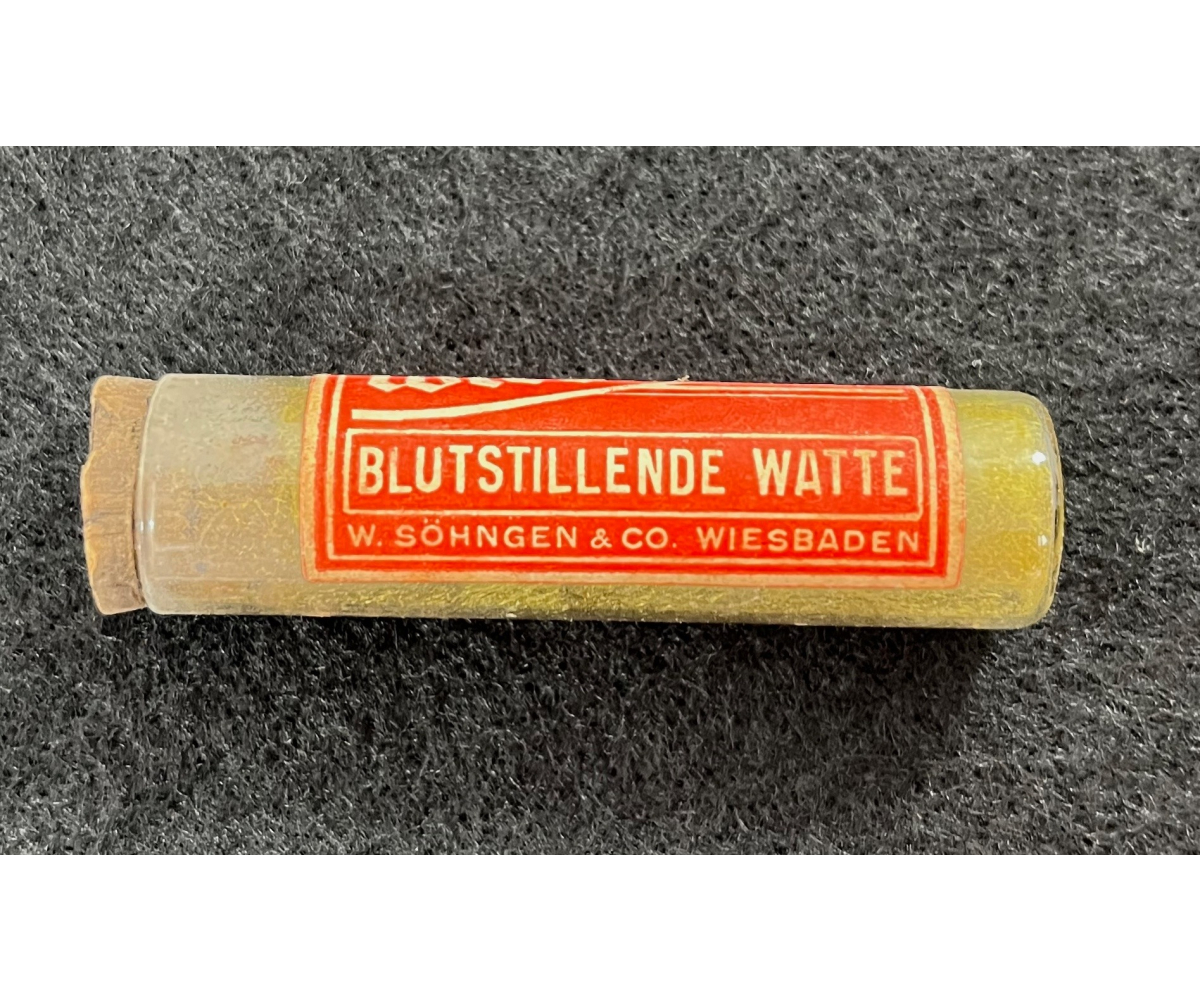 BLUTSTILLENDE WATTE
W. SÖHNGEN & CO. WIESBADEN